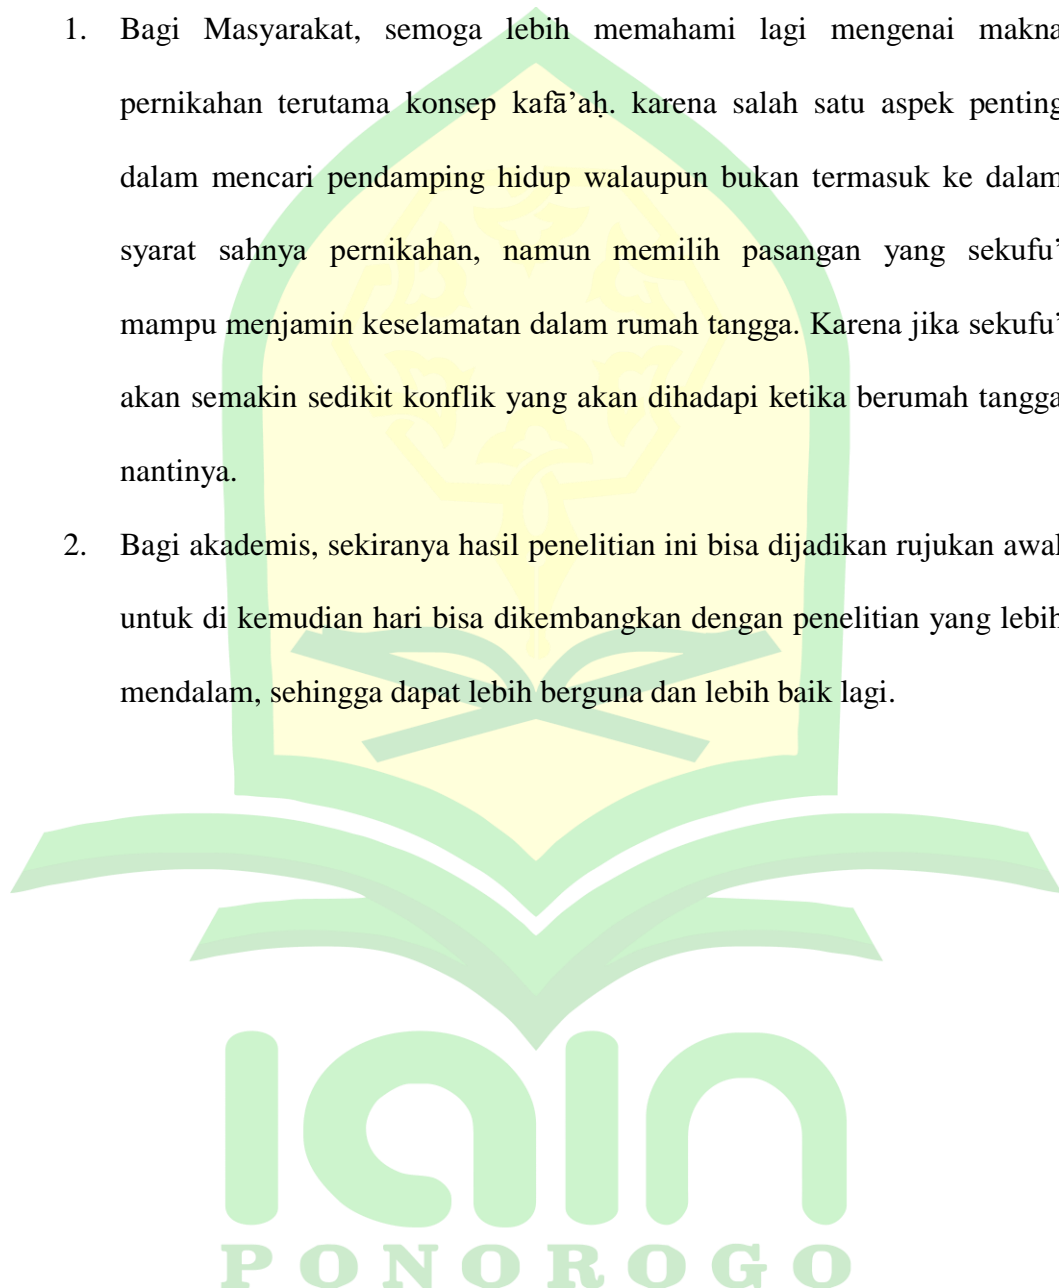 1. Bagi Masyarakat, semoga lebih memahami lagi mengenai makna
pernikahan terutama konsep kafā’aḥ. karena salah satu aspek penting
dalam mencari pendamping hidup walaupun bukan termasuk ke dalam
syarat sahnya pernikahan, namun memilih pasangan yang sekufu’
mampu menjamin keselamatan dalam rumah tangga. Karena jika sekufu’
akan semakin sedikit konflik yang akan dihadapi ketika berumah tangga
nantinya.
2. Bagi akademis, sekiranya hasil penelitian ini bisa dijadikan rujukan awal
untuk di kemudian hari bisa dikembangkan dengan penelitian yang lebih
mendalam, sehingga dapat lebih berguna dan lebih baik lagi.
IAIN
PONOROGO